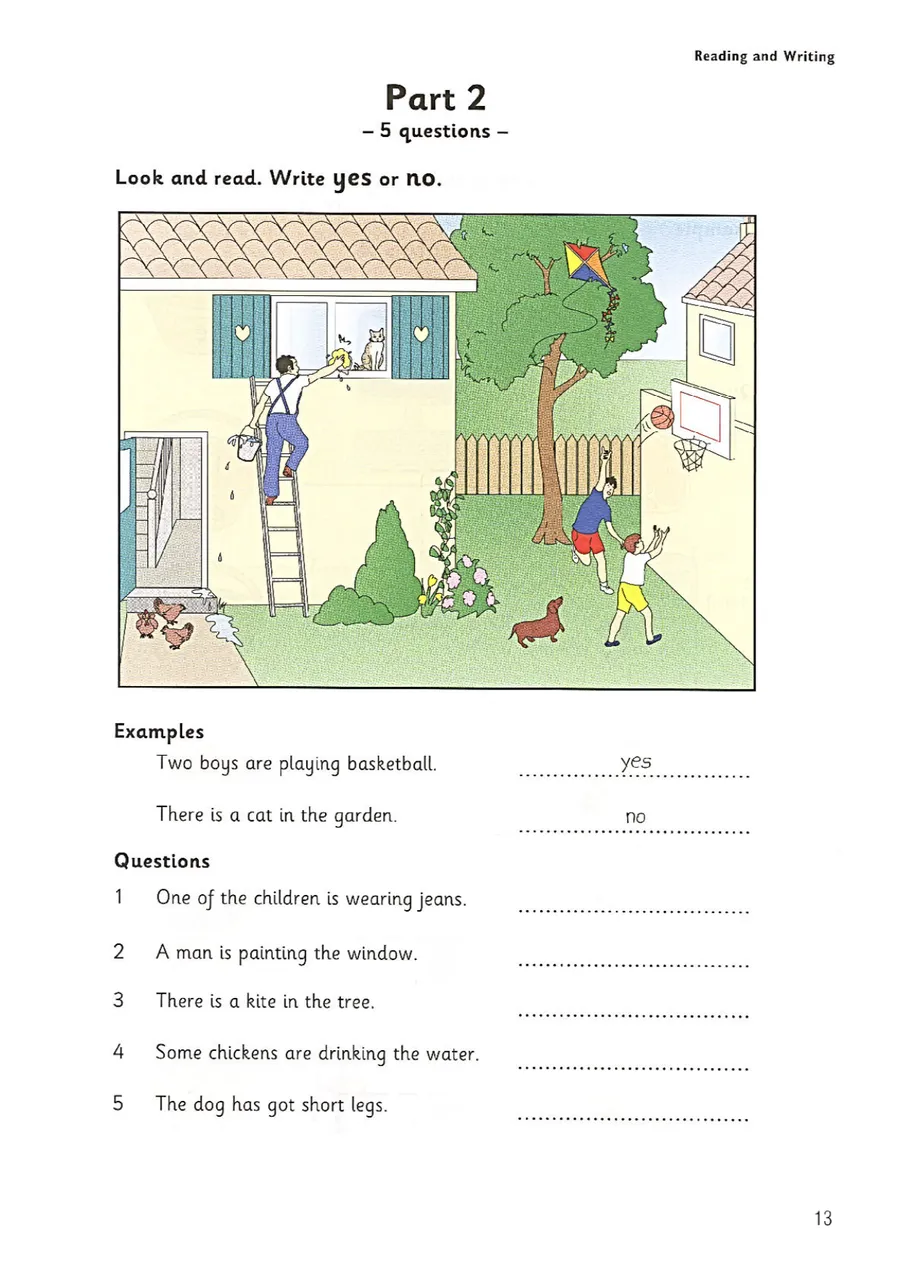 Reading and Writing
Part 2
– 5 questions –
Look and read. Write yes or no.
Examples
Two boys are playing basketball. yes
There is a cat in the garden. no
Questions
1 One of the children is wearing jeans.
2 A man is painting the window.
3 There is a kite in the tree.
4 Some chickens are drinking the water.
5 The dog has got short legs.
13